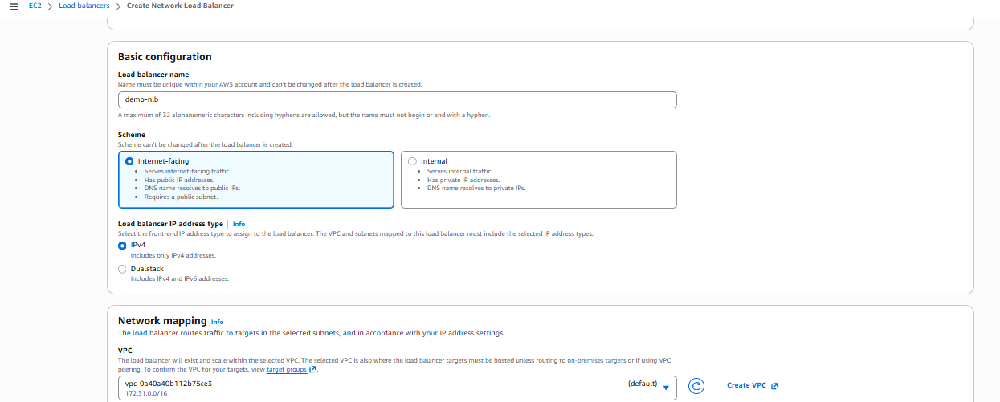 EC2 > Load balancers > Create Network Load Balancer
Basic configuration
Load balancer name
Name must be unique within your AWS account and can't be changed after the load balancer is created.
demo-nlb
A maximum of 32 alphanumeric characters including hyphens are allowed, but the name must not begin or end with a hyphen.
Scheme
Scheme can't be changed after the load balancer is created.
Internet-facing
• Serves internet-facing traffic.
• Has public IP addresses.
• DNS name resolves to public IPs.
• Requires a public subnet.
Internal
• Serves internal traffic.
• Has private IP addresses.
• DNS name resolves to private IPs.
Load balancer IP address type | Info
Select the front-end IP address type to assign to the load balancer. The VPC and subnets mapped to this load balancer must include the selected IP address types.
IPv4
Includes only IPv4 addresses.
Dualstack
Includes IPv4 and IPv6 addresses.
Network mapping Info
The load balancer routes traffic to targets in the selected subnets, and in accordance with your IP address settings.
VPC
The load balancer will exist and scale within the selected VPC. The selected VPC is also where the load balancer targets must be hosted unless routing to on-premises targets or if using VPC
peering. To confirm the VPC for your targets, view target groups.
vpc-0a40a40b112b75ce3 (default)
172.31.0.0/16
Create VPC